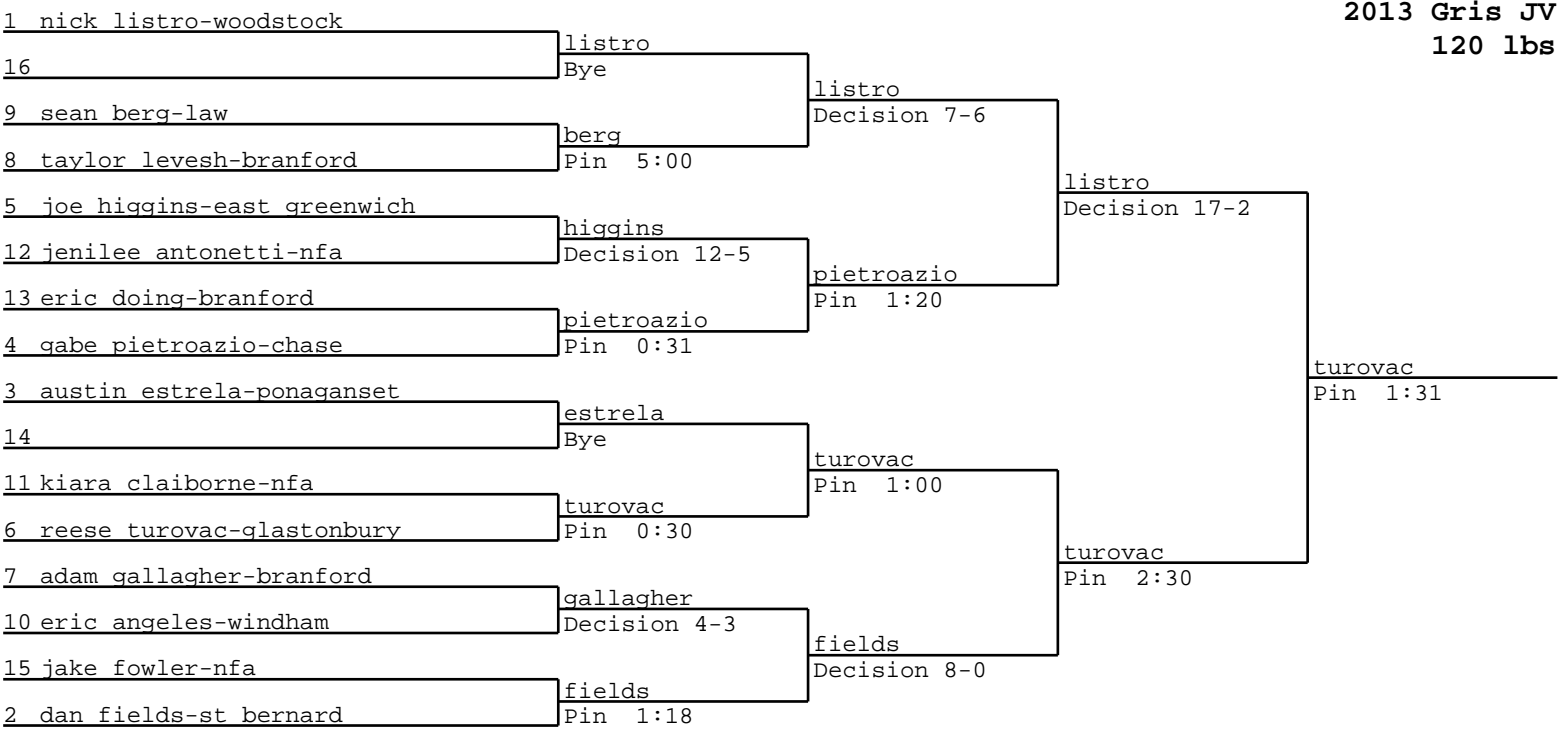 2013 Gris JV
120 lbs
1 nick listro-woodstock
16
9 sean berg-law
8 taylor levesh-branford
5 joe higgins-east greenwich
12 jenilee antonetti-nfa
13 eric doing-branford
4 gabe pietroazio-chase
3 austin estrela-ponaganset
14
11 kiara claiborne-nfa
6 reese turovac-glastonbury
7 adam gallagher-branford
10 eric angeles-windham
15 jake fowler-nfa
2 dan fields-st bernard
listro
Bye
berg
Pin 5:00
higgins
Decision 12-5
pietroazio
Pin 0:31
estrela
Bye
turovac
Pin 0:30
gallagher
Decision 4-3
fields
Pin 1:18
listro
Decision 7-6
pietroazio
Pin 1:20
turovac
Pin 1:00
fields
Decision 8-0
listro
Decision 17-2
turovac
Pin 2:30
turovac
Pin 1:31